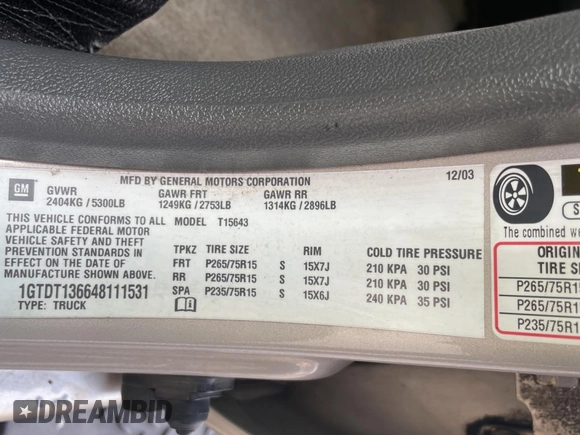 MFD BY GENERAL MOTORS CORPORATION 12/03
GM GVWR GAWR FRT GAWR RR
2404KG / 5300LB 1249KG / 2753LB 1314KG / 2896LB
THIS VEHICLE CONFORMS TO ALL MODEL T15643
APPLICABLE FEDERAL MOTOR
VEHICLE SAFETY AND THEFT
PREVENTION STANDARDS IN
EFFECT ON THE DATE OF
MANUFACTURE SHOWN ABOVE.
1GTDT136648111531
TYPE: TRUCK
TPKZ TIRE SIZE RIM COLD TIRE PRESSURE
FRT P265/75R15 S 15X7J 210 KPA 30 PSI
RR P265/75R15 S 15X7J 210 KPA 30 PSI
SPA P235/75R15 S 15X6J 240 KPA 35 PSI
The combined we
ORIGIN
TIRE S
P265/75R15
P265/75R15
P235/75R1
DREAMBID